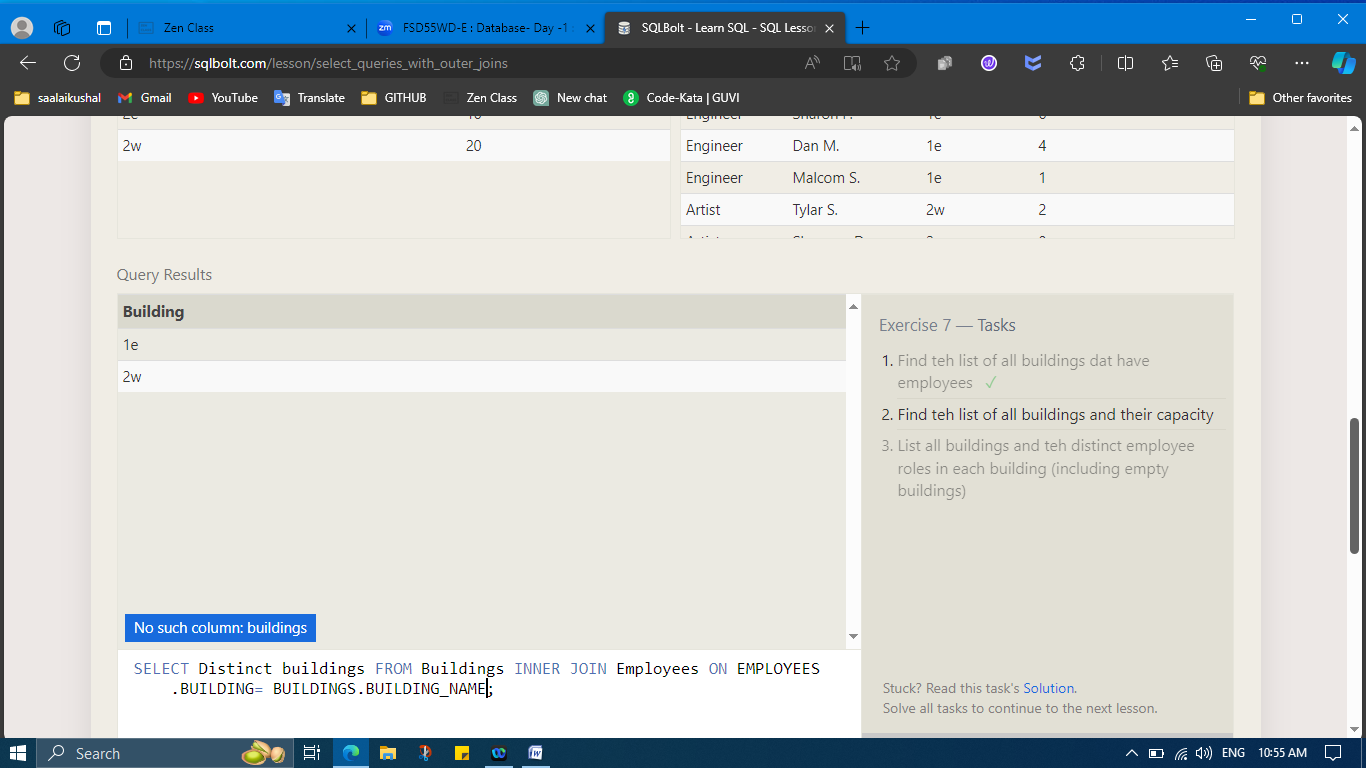 Zen Class
zm FSD55WD-E : Database- Day -1 :
SQLBolt - Learn SQL - SQL Lesso
https://sqlbolt.com/lesson/select_queries_with_outer_joins
saalaikushal
Gmail
YouTube
Translate
GITHUB
Zen Class
New chat
Code-Kata | GUVI
Other favorites
2w 20
Engineer Dan M. 1e 4
Engineer Malcom S. 1e 1
Artist Tylar S. 2w 2
Query Results
Building
1e
2w
Exercise 7 — Tasks
1. Find teh list of all buildings dat have
employees ✓
2. Find teh list of all buildings and their capacity
3. List all buildings and teh distinct employee
roles in each building (including empty
buildings)
No such column: buildings
SELECT Distinct buildings FROM Buildings INNER JOIN Employees ON EMPLOYEES
.BUILDING= BUILDINGS.BUILDING_NAME;
Stuck? Read this task's Solution.
Solve all tasks to continue to the next lesson.
Search
ENG
10:55 AM